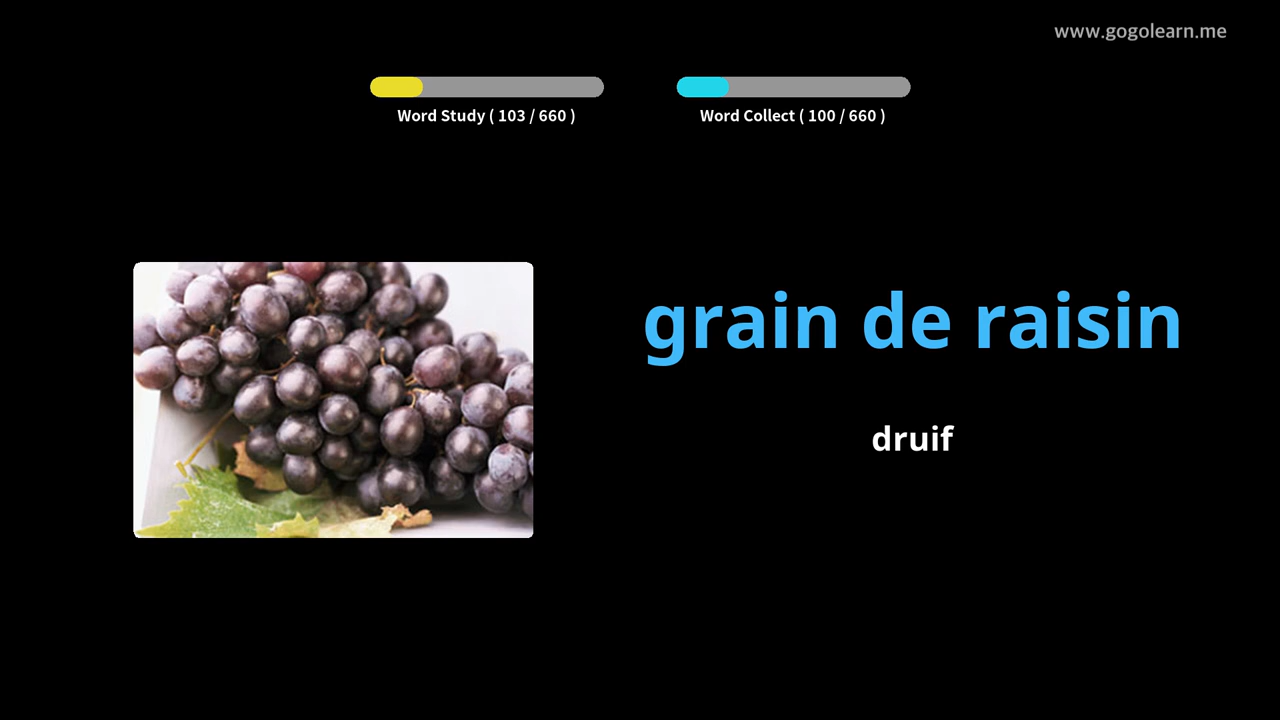 www.gogolearn.me
Word Study ( 103 / 660 )
Word Collect ( 100 / 660 )
grain de raisin
druif